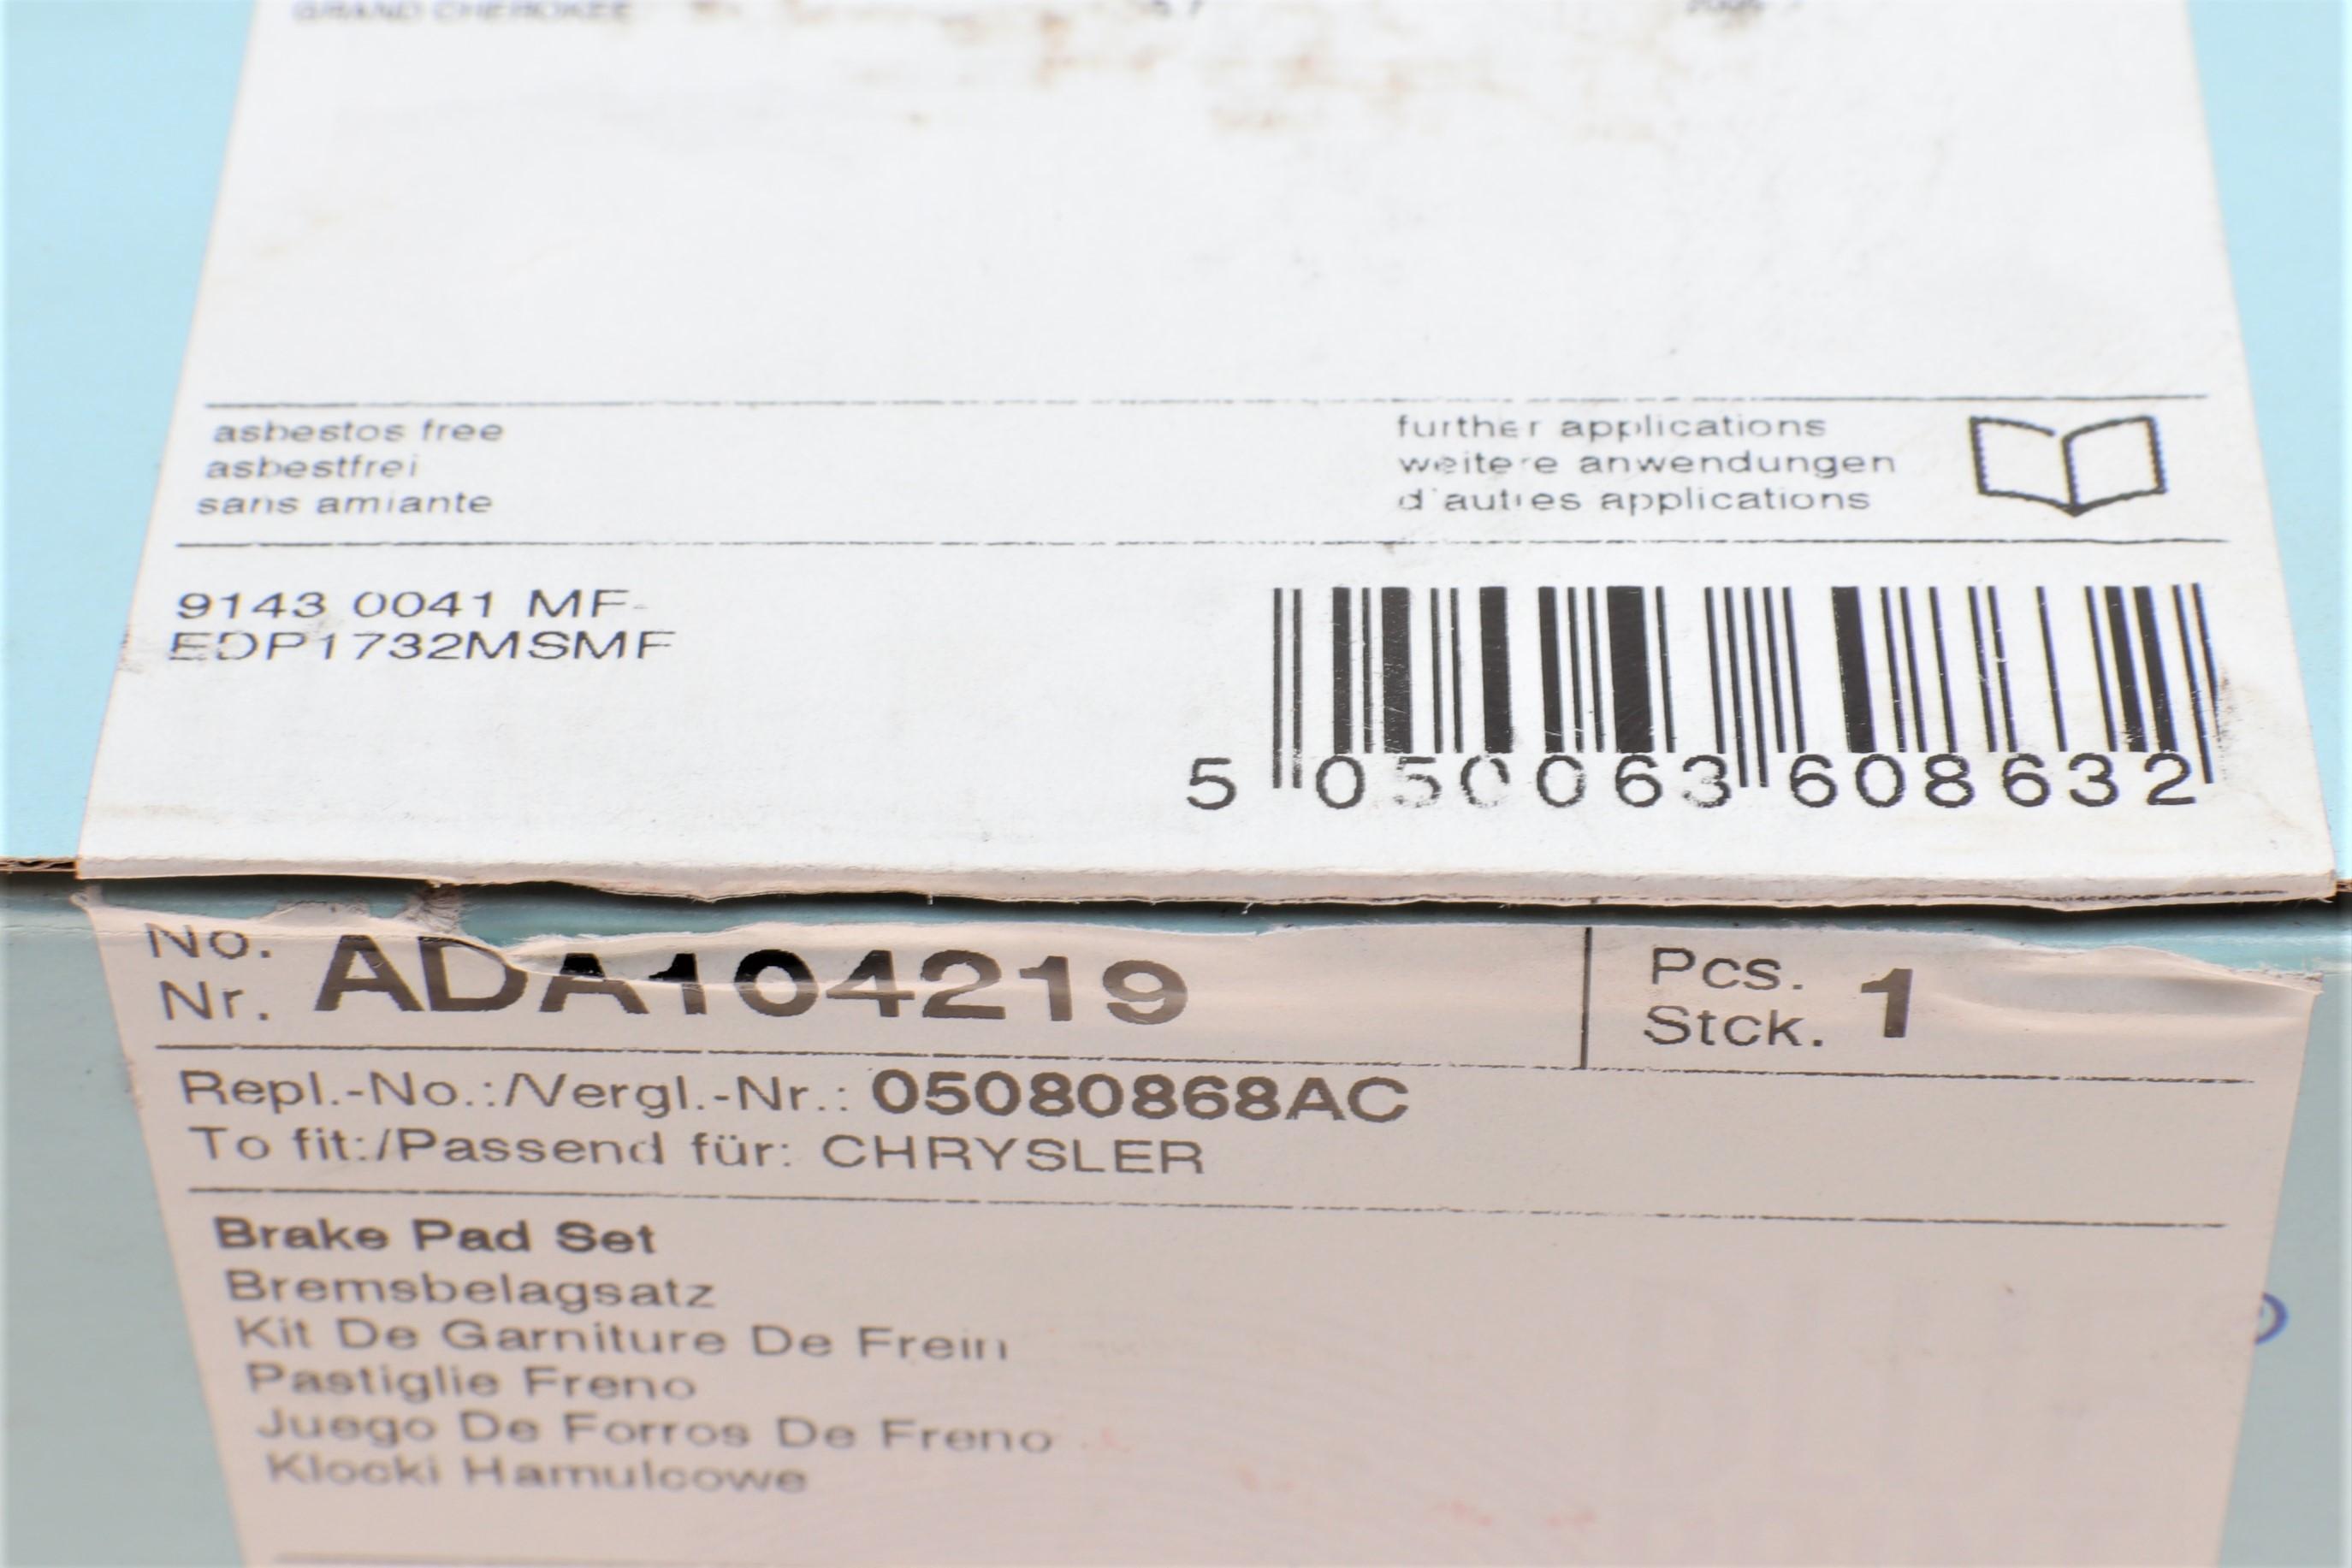 GRAND CHEROKEE 5.7
asbestos free
asbestfrei
sans amiante
further applications
weitere anwendungen
d'autres applications
9143 0041 MF-
EDP1732MSMF
5 050063 608632
No.
Nr. ADA104219
Pcs.
Stck. 1
Repl.-No.:/Vergl.-Nr.: 05080868AC
To fit:/Passend für: CHRYSLER
Brake Pad Set
Bremsbelagsatz
Kit De Garniture De Frein
Pastiglie Freno
Juego De Forros De Freno
Klocki Hamulcowe